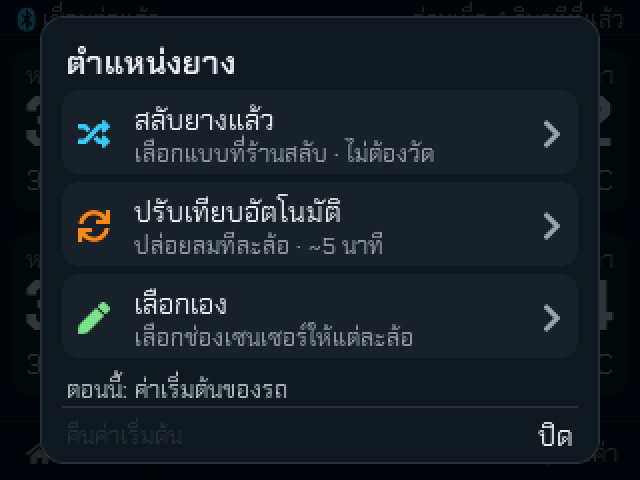 ตำแหน่งยาง
สลับยางแล้ว
เลือกแบบที่ร้านสลับ · ไม่ต้องวัด
ปรับเทียบอัตโนมัติ
ปล่อยลมทีละล้อ · ~5 นาที
เลือกเอง
เลือกช่องเซนเซอร์ให้แต่ละล้อ
ตอนนี้: ค่าเริ่มต้นของรถ
คืนค่าเริ่มต้น
ปิด